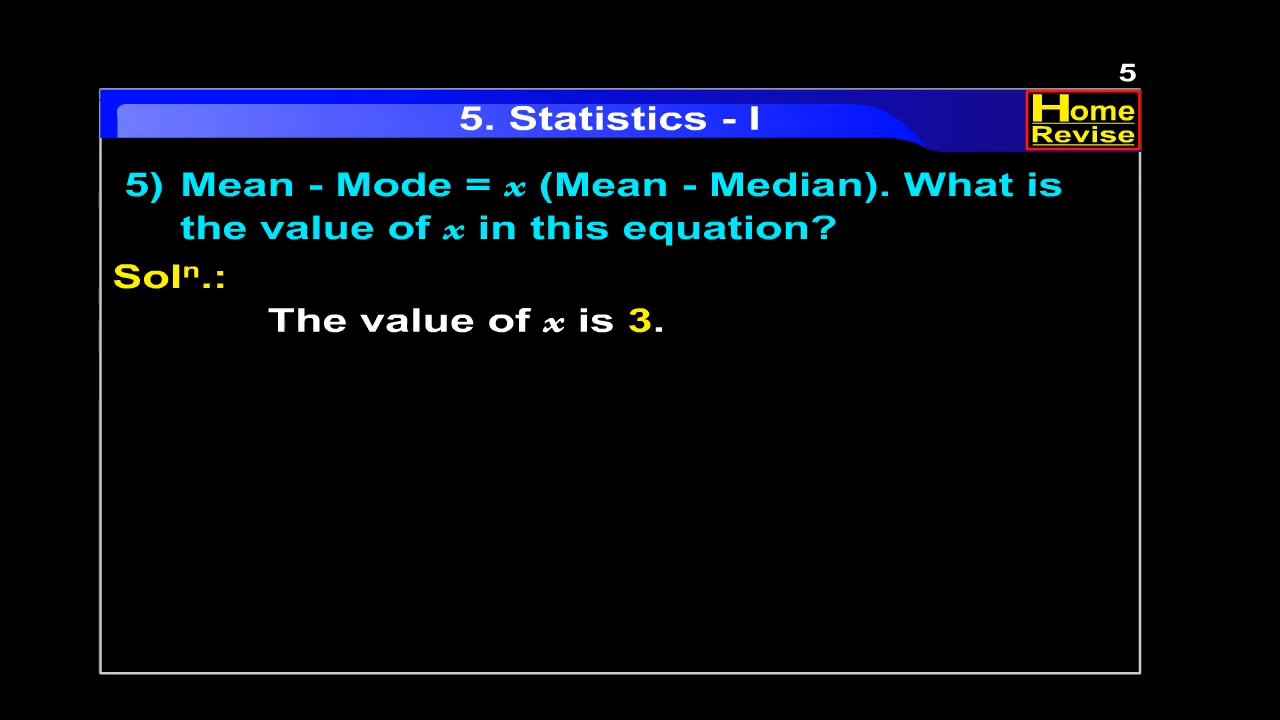 5
5. Statistics - I
Home
Revise
5) Mean - Mode = x (Mean - Median). What is
the value of x in this equation?
Solⁿ.:
The value of x is 3.